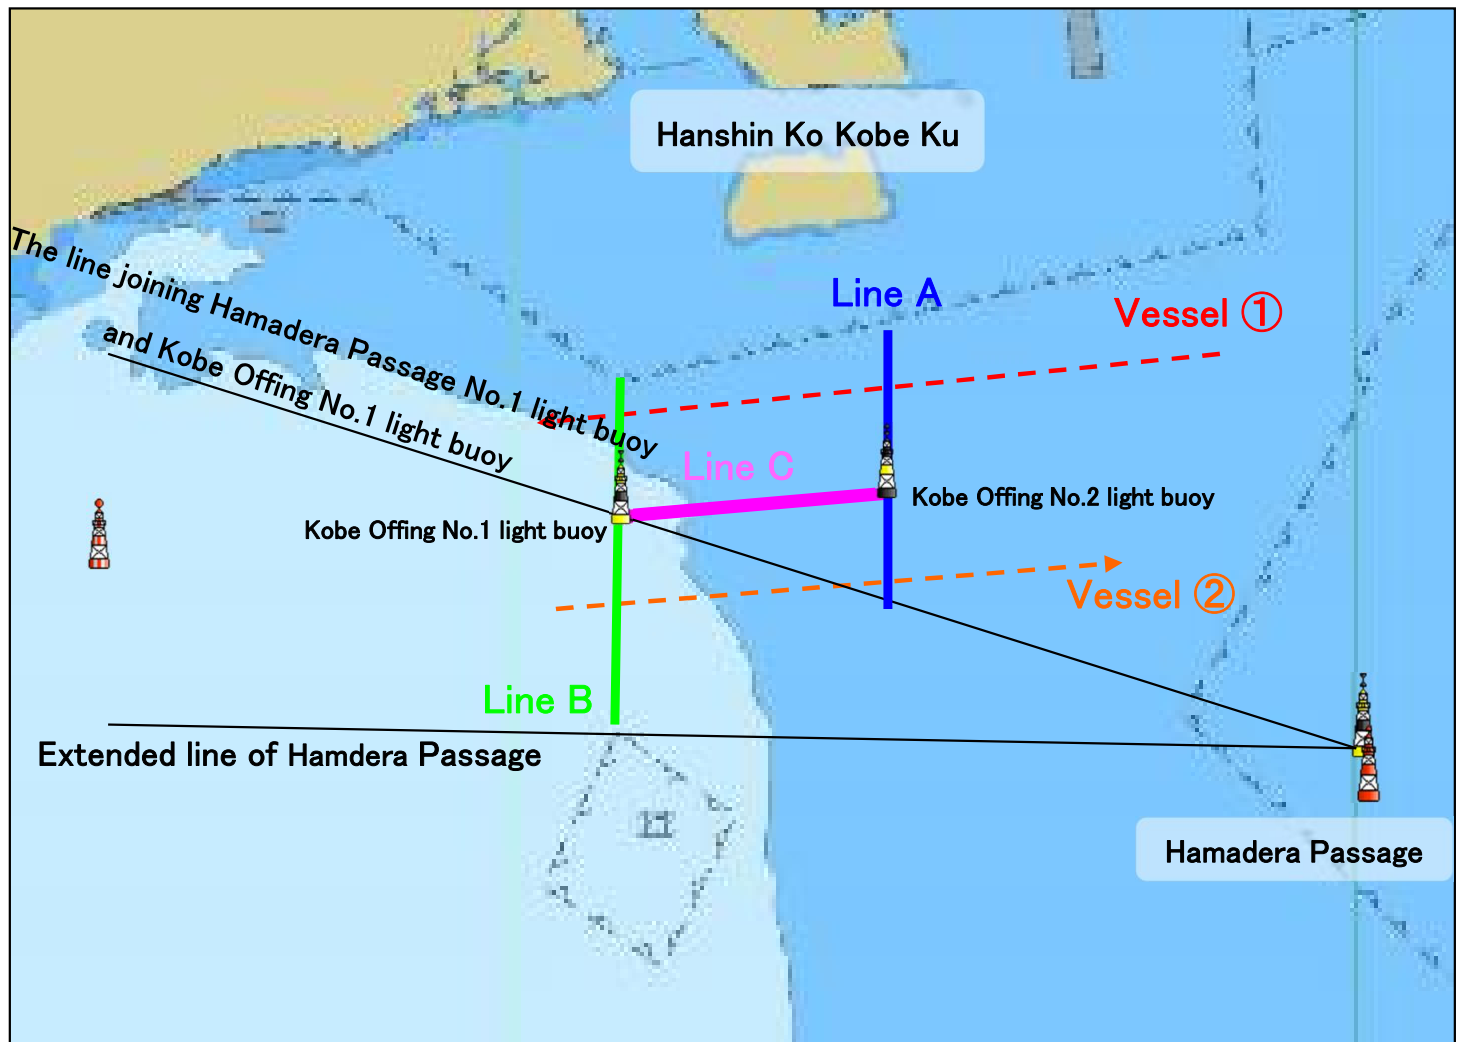 Hanshin Ko Kobe Ku
Line A
Vessel ①
The line joining Hamadera Passage No.1 light buoy
and Kobe Offing No.1 light buoy
Line C
Kobe Offing No.2 light buoy
Kobe Offing No.1 light buoy
Vessel ②
Line B
Extended line of Hamdera Passage
Hamadera Passage